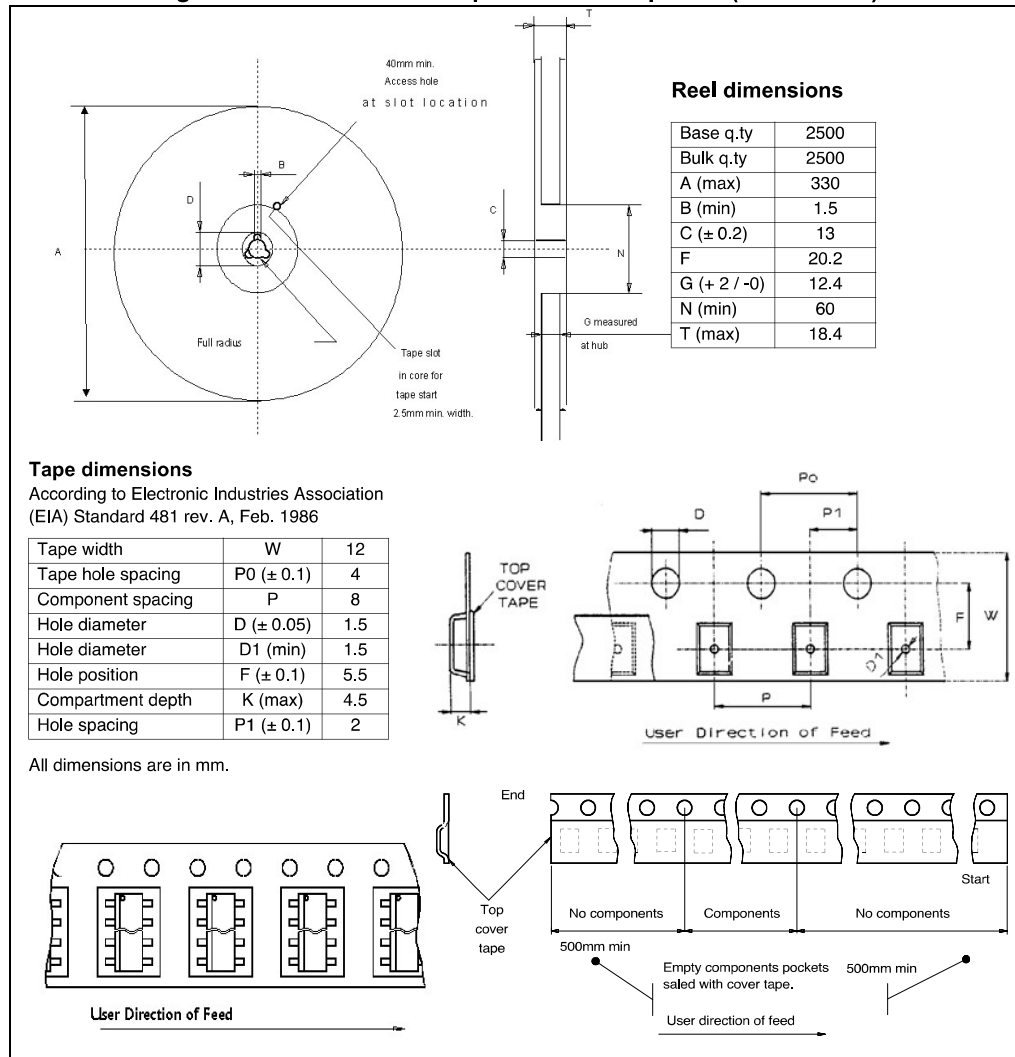 T
40mm min.
Access hole
at slot location
B
D
C
A
N
G measured
at hub
Full radius
Tape slot
in core for
tape start
2.5mm min. width.
Reel dimensions
Base q.ty 2500
Bulk q.ty 2500
A (max) 330
B (min) 1.5
C (± 0.2) 13
F 20.2
G (+ 2 / -0) 12.4
N (min) 60
T (max) 18.4
Tape dimensions
According to Electronic Industries Association
(EIA) Standard 481 rev. A, Feb. 1986
Tape width W 12
Tape hole spacing P0 (± 0.1) 4
Component spacing P 8
Hole diameter D (± 0.05) 1.5
Hole diameter D1 (min) 1.5
Hole position F (± 0.1) 5.5
Compartment depth K (max) 4.5
Hole spacing P1 (± 0.1) 2
All dimensions are in mm.
P0
D
P1
TOP
COVER
TAPE
F
W
D1
K
P
User Direction of Feed
End
Start
Top
cover
tape
No components
Components
No components
500mm min
Empty components pockets
saled with cover tape.
500mm min
User direction of feed
User Direction of Feed